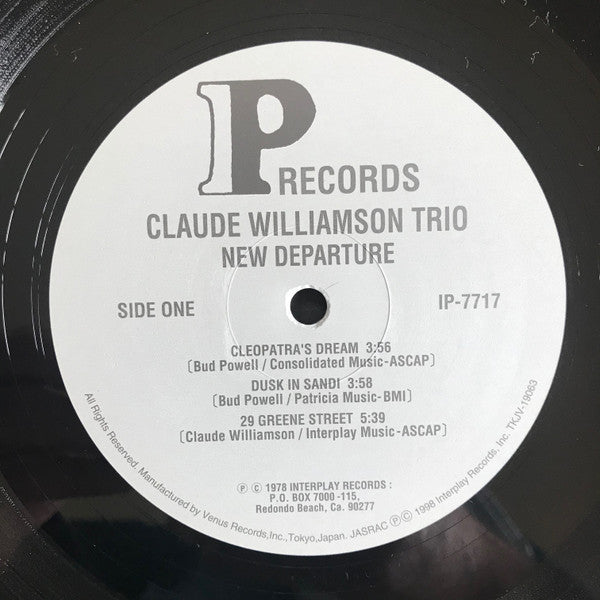 P RECORDS
CLAUDE WILLIAMSON TRIO
NEW DEPARTURE
SIDE ONE IP-7717
CLEOPATRA'S DREAM 3:56
(Bud Powell / Consolidated Music-ASCAP)
DUSK IN SANDI 3:58
(Bud Powell / Patricia Music-BMI)
29 GREENE STREET 5:39
(Claude Williamson / Interplay Music-ASCAP)
Ⓟ © 1978 INTERPLAY RECORDS :
P.O. BOX 7000 -115,
Redondo Beach, Ca. 90277
All Rights Reserved. Manufactured by Venus Records,Inc.,Tokyo,Japan. JASRAC Ⓟ© 1998 Interplay Records, Inc. TKJV-19063